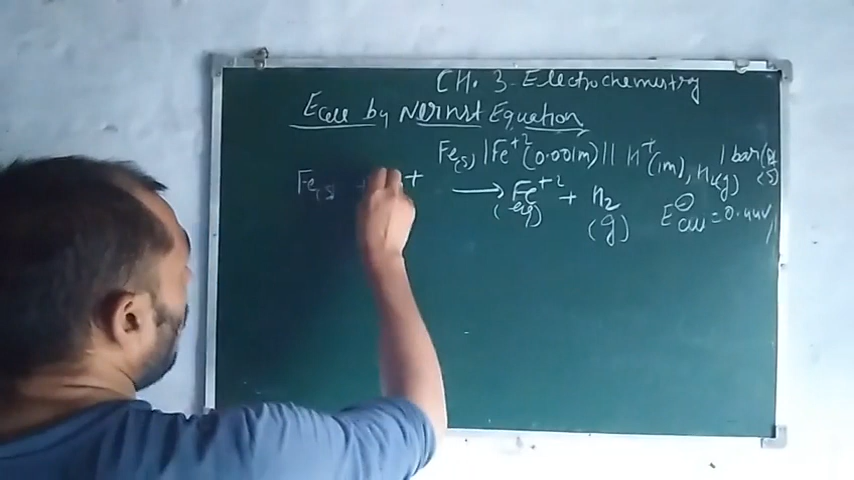 CH. 3 Electrochemistry
Ecell by Nernst Equation
Fe(s) | Fe+2 (0.001m) || H+ (1m), H2(g) 1 bar
Fe(s) + → Fe+2 + H2
(aq) (g)
E⊖cell = 0.44V